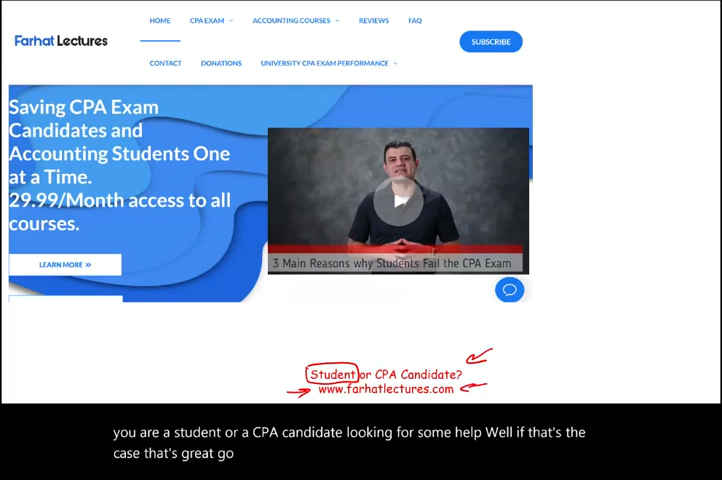 HOME CPA EXAM ACCOUNTING COURSES REVIEWS FAQ
Farhat Lectures
SUBSCRIBE
CONTACT DONATIONS UNIVERSITY CPA EXAM PERFORMANCE
Saving CPA Exam
Candidates and
Accounting Students One
at a Time.
29.99/Month access to all
courses.
LEARN MORE »
3 Main Reasons why Students Fail the CPA Exam
Student or CPA Candidate?
www.farhatlectures.com
you are a student or a CPA candidate looking for some help Well if that's the
case that's great go